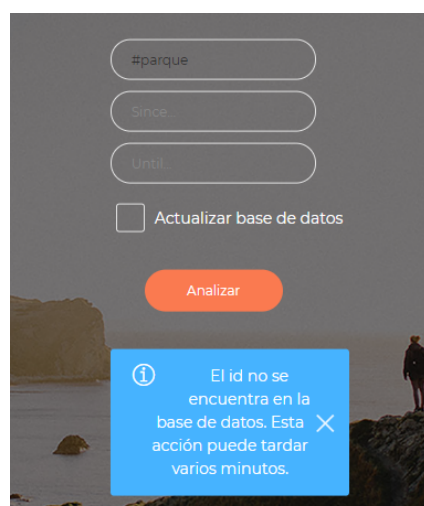 #parque
Since...
Until...
Actualizar base de datos
Analizar
El id no se
encuentra en la
base de datos. Esta
acción puede tardar
varios minutos.